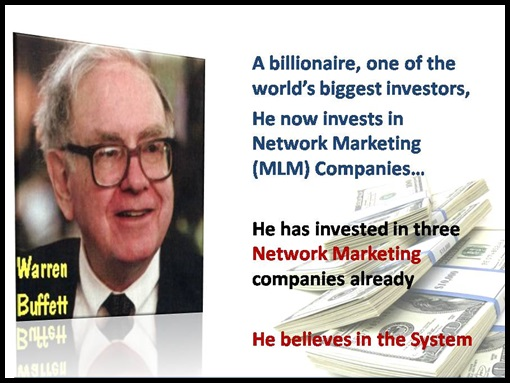 A billionaire, one of the
world's biggest investors,
He now invests in
Network Marketing
(MLM) Companies...
He has invested in three
Network Marketing
companies already
He believes in the System
Warren
Buffett